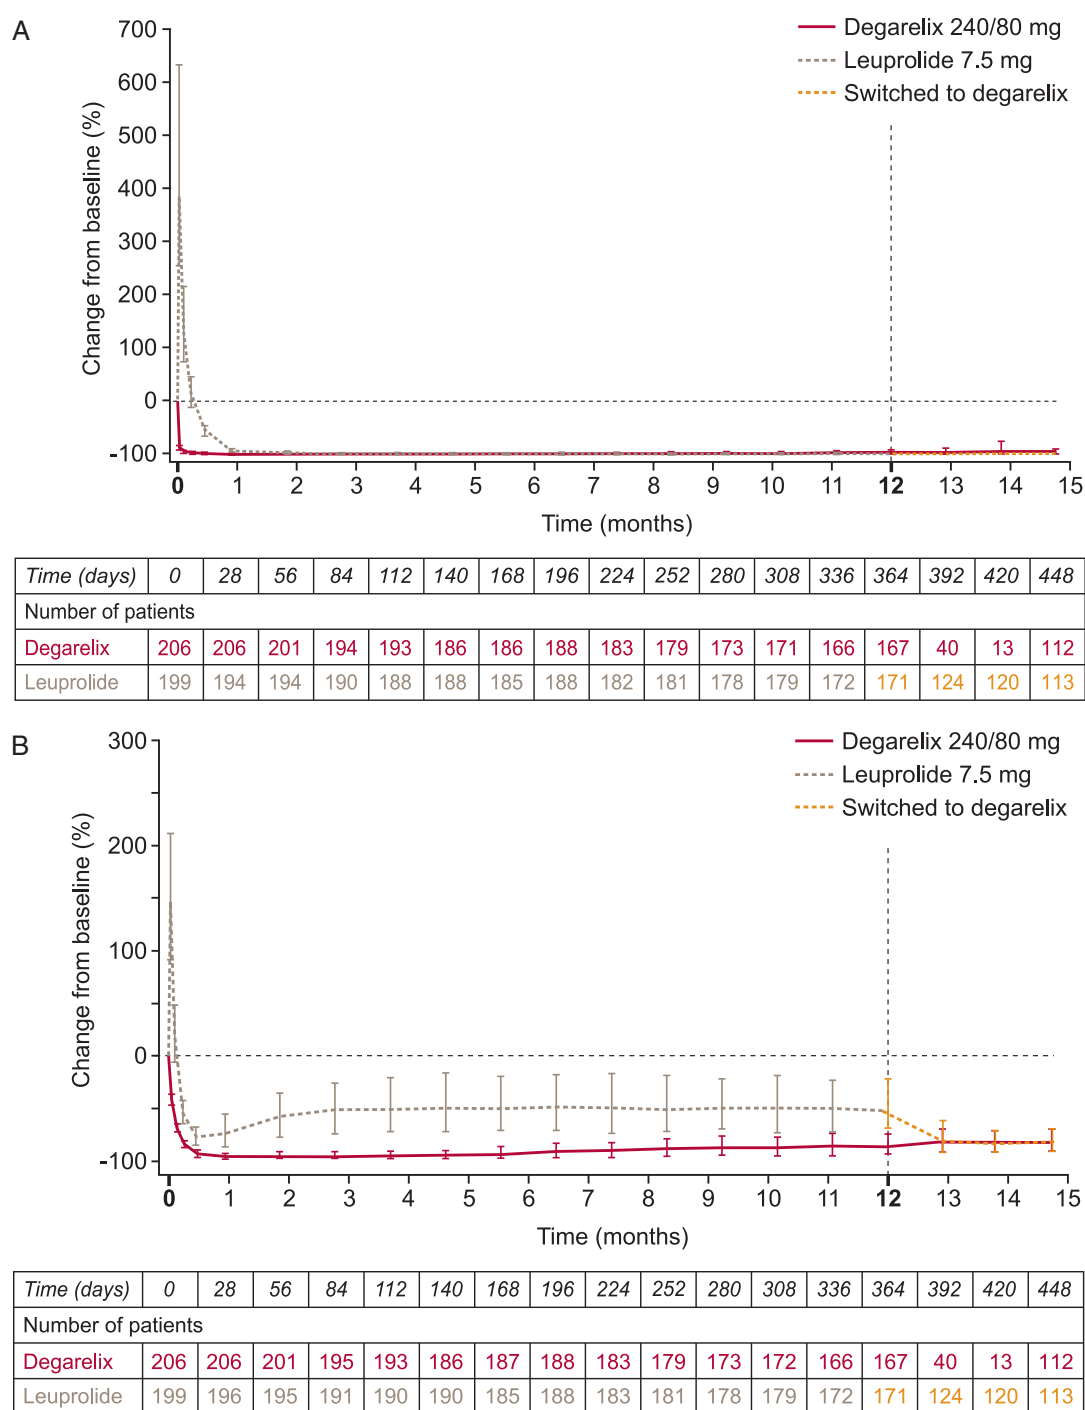 A
Degarelix 240/80 mg
Leuprolide 7.5 mg
Switched to degarelix
Change from baseline (%)
700
600
500
400
300
200
100
0
-100
0 1 2 3 4 5 6 7 8 9 10 11 12 13 14 15
Time (months)
Time (days) 0 28 56 84 112 140 168 196 224 252 280 308 336 364 392 420 448
Number of patients
Degarelix 206 206 201 194 193 186 186 188 183 179 173 171 166 167 40 13 112
Leuprolide 199 194 194 190 188 188 185 188 182 181 178 179 172 171 124 120 113
B
Degarelix 240/80 mg
Leuprolide 7.5 mg
Switched to degarelix
Change from baseline (%)
300
200
100
0
-100
0 1 2 3 4 5 6 7 8 9 10 11 12 13 14 15
Time (months)
Time (days) 0 28 56 84 112 140 168 196 224 252 280 308 336 364 392 420 448
Number of patients
Degarelix 206 206 201 195 193 186 187 188 183 179 173 172 166 167 40 13 112
Leuprolide 199 196 195 191 190 190 185 188 183 181 178 179 172 171 124 120 113